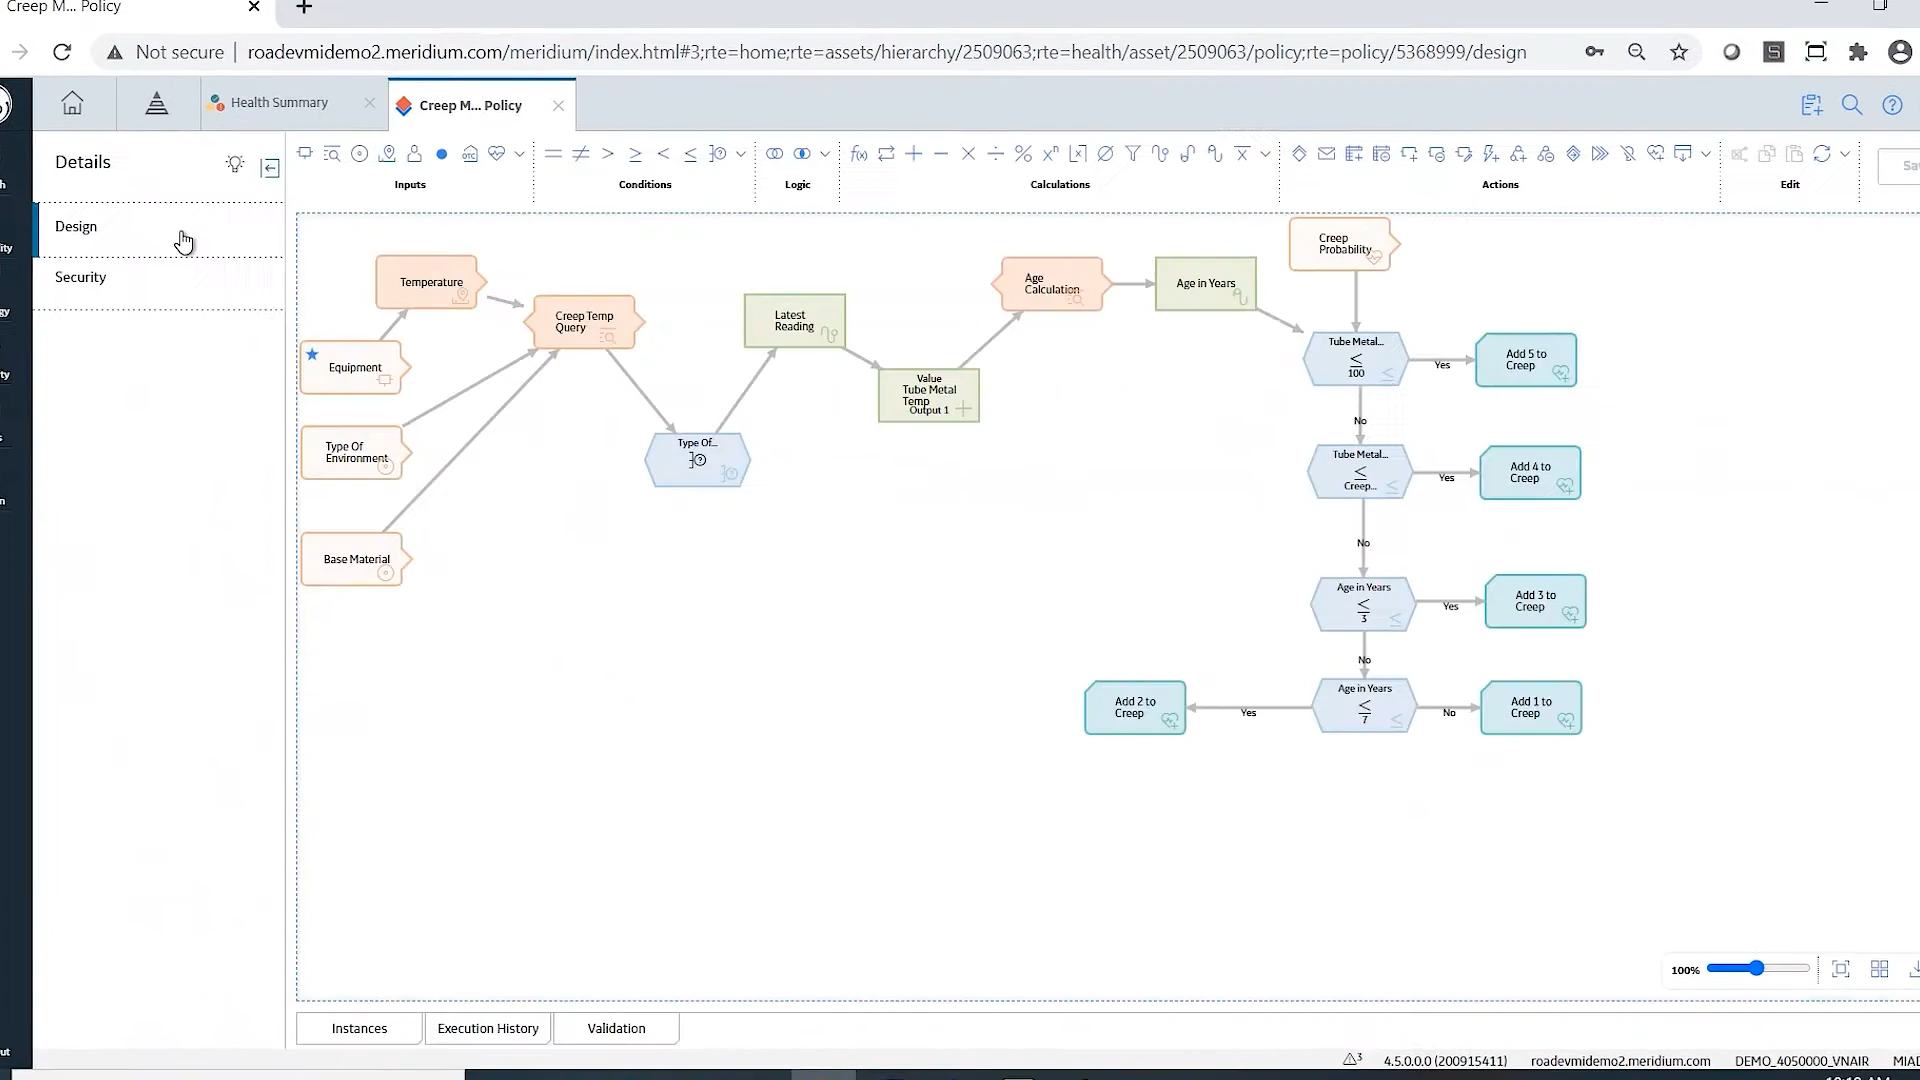 Creep M... Policy
Not secure
roadevmidemo2.meridium.com/meridium/index.html#3;rte=home;rte=assets/hierarchy/2509063;rte=health/asset/2509063/policy;rte=policy/5368999/design
Health Summary
Creep M... Policy
Details
Design
Security
Inputs
Conditions
Logic
Calculations
Actions
Edit
OTC
Temperature
Equipment
Type Of
Environment
Base Material
Creep Temp
Query
Type Of...
Latest
Reading
Value
Tube Metal
Temp
Output 1
Age
Calculation
Age in Years
Creep
Probability
Tube Metal...
≤
100
Yes
Add 5 to
Creep
No
Tube Metal...
≤
Creep...
Yes
Add 4 to
Creep
No
Age in Years
≤
3
Yes
Add 3 to
Creep
No
Age in Years
≤
7
Yes
Add 2 to
Creep
No
Add 1 to
Creep
100%
Instances
Execution History
Validation
3
4.5.0.0.0 (200915411)
roadevmidemo2.meridium.com
DEMO_4050000_VNAIR